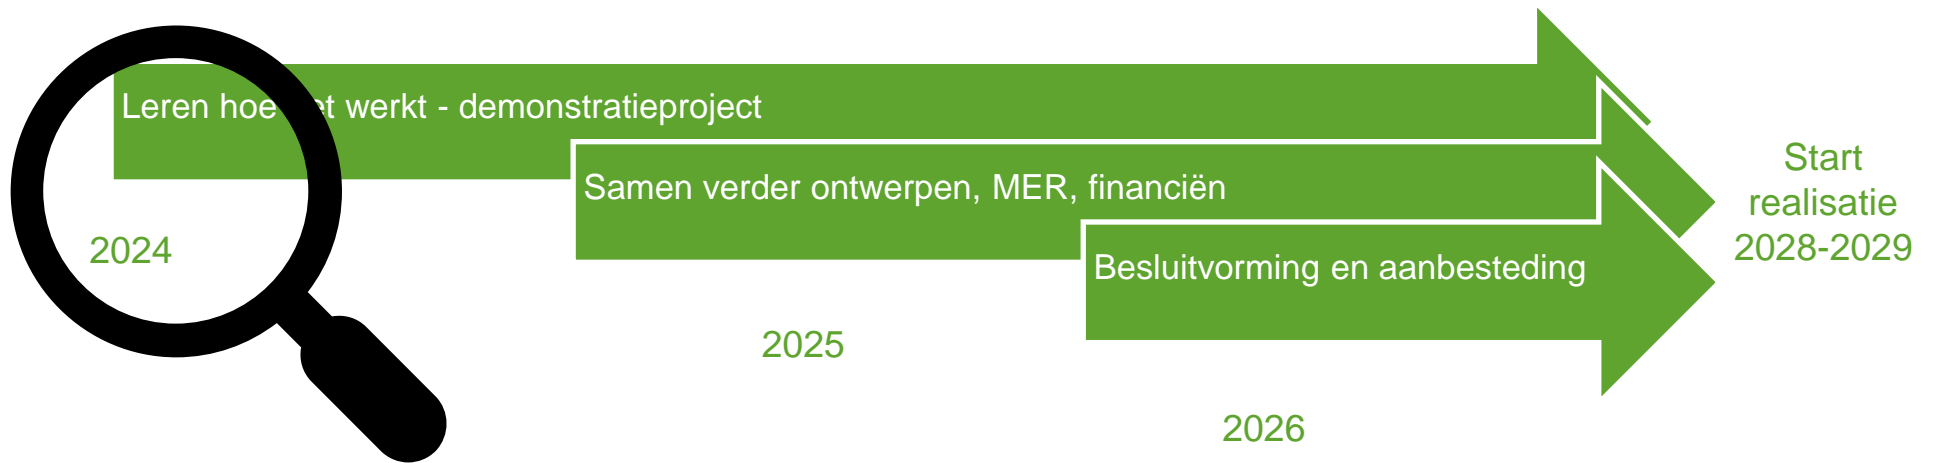 Leren hoe het werkt - demonstratieproject
Samen verder ontwerpen, MER, financiën
Besluitvorming en aanbesteding
2024
2025
2026
Start
realisatie
2028-2029